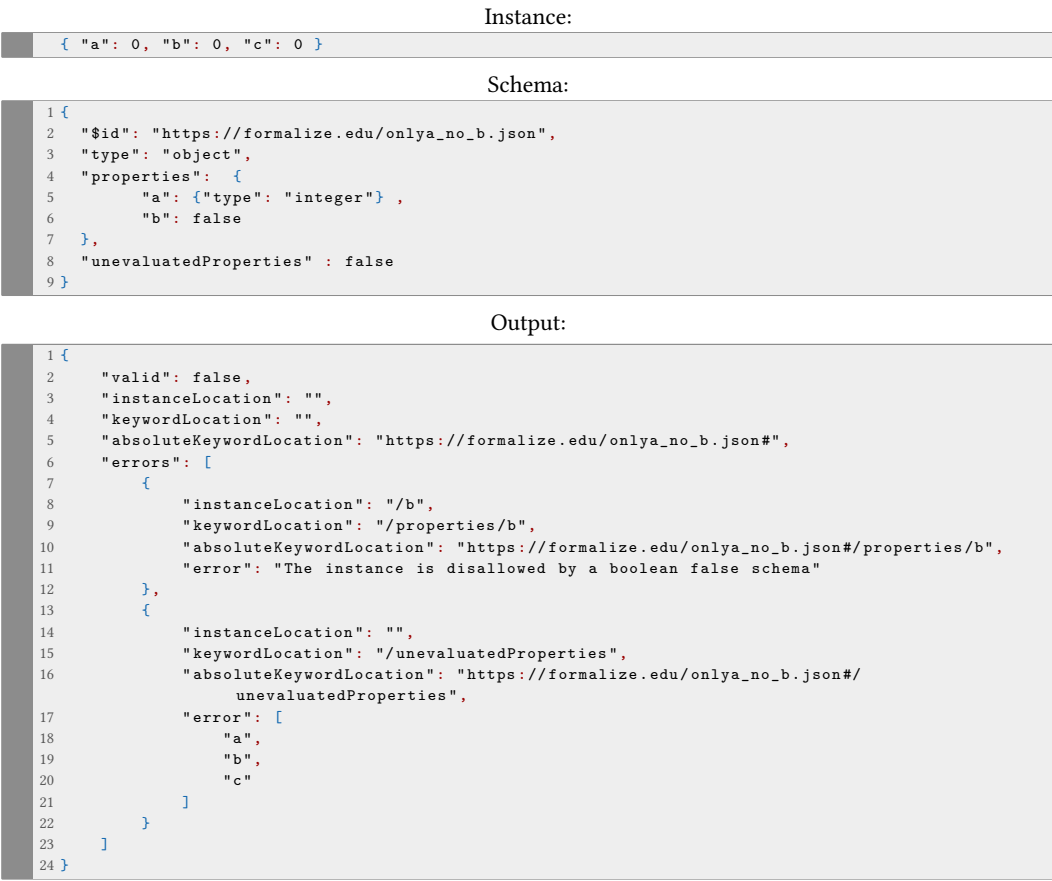 Instance:
{ "a": 0, "b": 0, "c": 0 }
Schema:
1 {
2   "$id": "https://formalize.edu/onlya_no_b.json",
3   "type": "object",
4   "properties":  {
5         "a": {"type": "integer"} ,
6         "b": false
7   },
8   "unevaluatedProperties" : false
9 }
Output:
1 {
2     "valid": false,
3     "instanceLocation": "",
4     "keywordLocation": "",
5     "absoluteKeywordLocation": "https://formalize.edu/onlya_no_b.json#",
6     "errors": [
7         {
8             "instanceLocation": "/b",
9             "keywordLocation": "/properties/b",
10             "absoluteKeywordLocation": "https://formalize.edu/onlya_no_b.json#/properties/b",
11             "error": "The instance is disallowed by a boolean false schema"
12         },
13         {
14             "instanceLocation": "",
15             "keywordLocation": "/unevaluatedProperties",
16             "absoluteKeywordLocation": "https://formalize.edu/onlya_no_b.json#/
unevaluatedProperties",
17             "error": [
18                 "a",
19                 "b",
20                 "c"
21             ]
22         }
23     ]
24 }